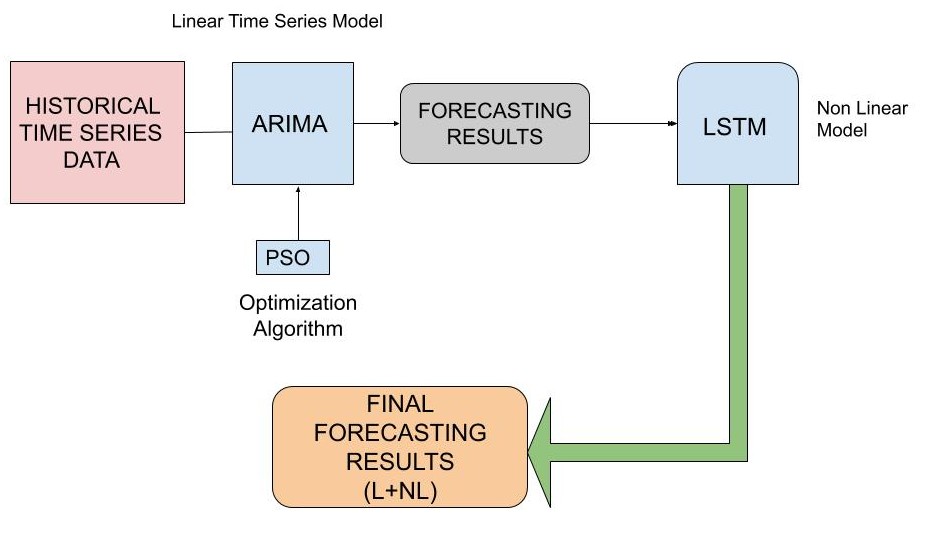 Linear Time Series Model
HISTORICAL
TIME SERIES
DATA
ARIMA
FORECASTING
RESULTS
LSTM
Non Linear
Model
PSO
Optimization
Algorithm
FINAL
FORECASTING
RESULTS
(L+NL)